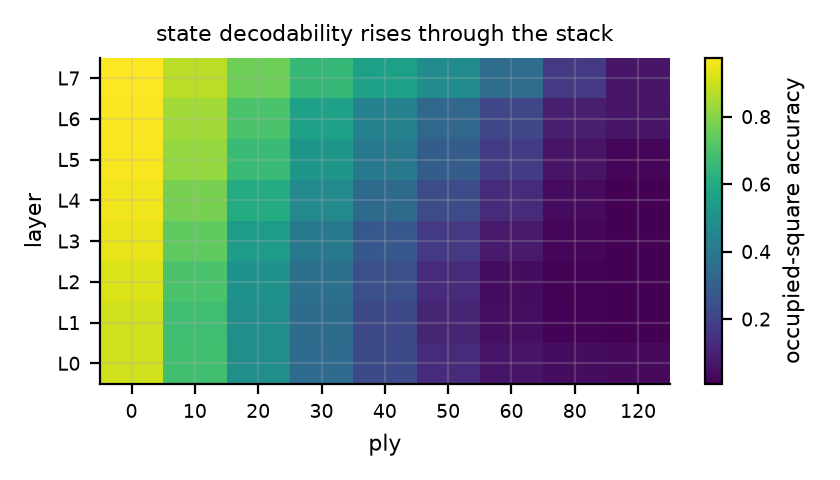 state decodability rises through the stack
L7
L6
L5
L4
L3
L2
L1
L0
layer
0 10 20 30 40 50 60 80 120
ply
0.8
0.6
0.4
0.2
occupied-square accuracy